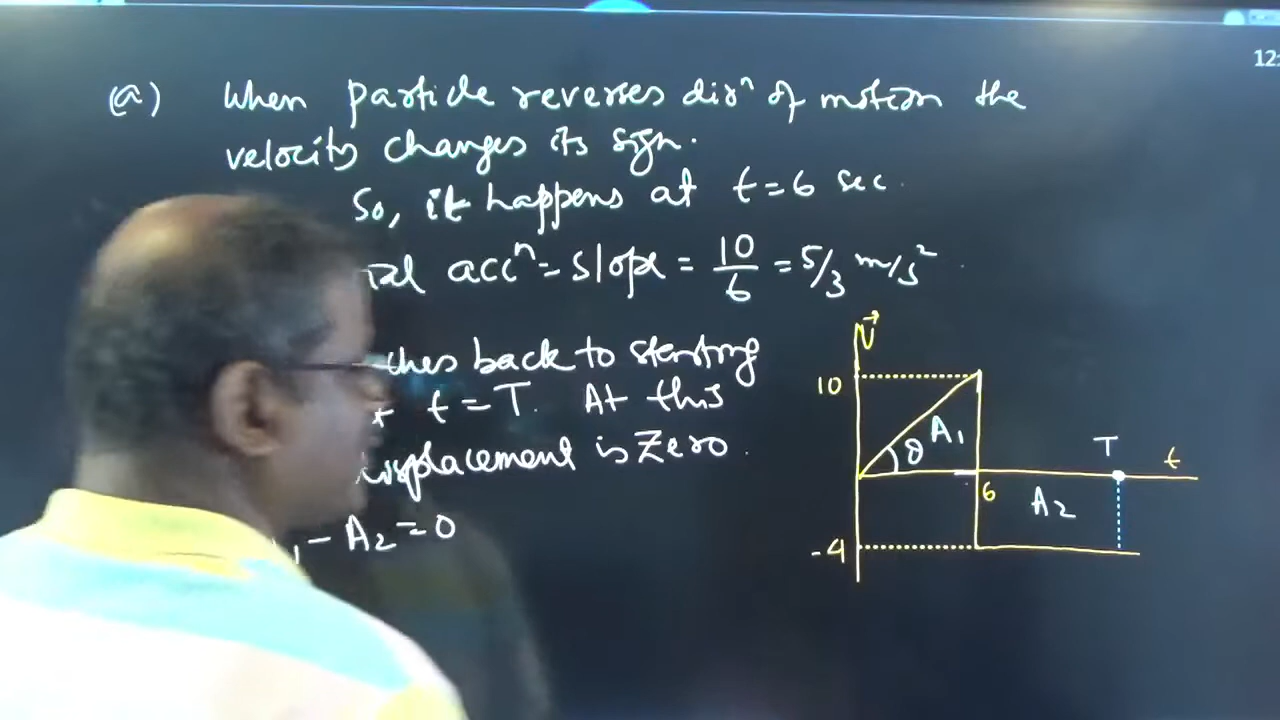 (a) When particle reverses dirⁿ of motion the
velocity changes its sign.
So, it happens at t = 6 sec.
accⁿ = slope = 10/6 = 5/3 m/s²
back to starting
t = T. At this
displacement is zero.
- A₂ = 0
v⃗
10
A₁
θ
T
t
6
A₂
-4
12: